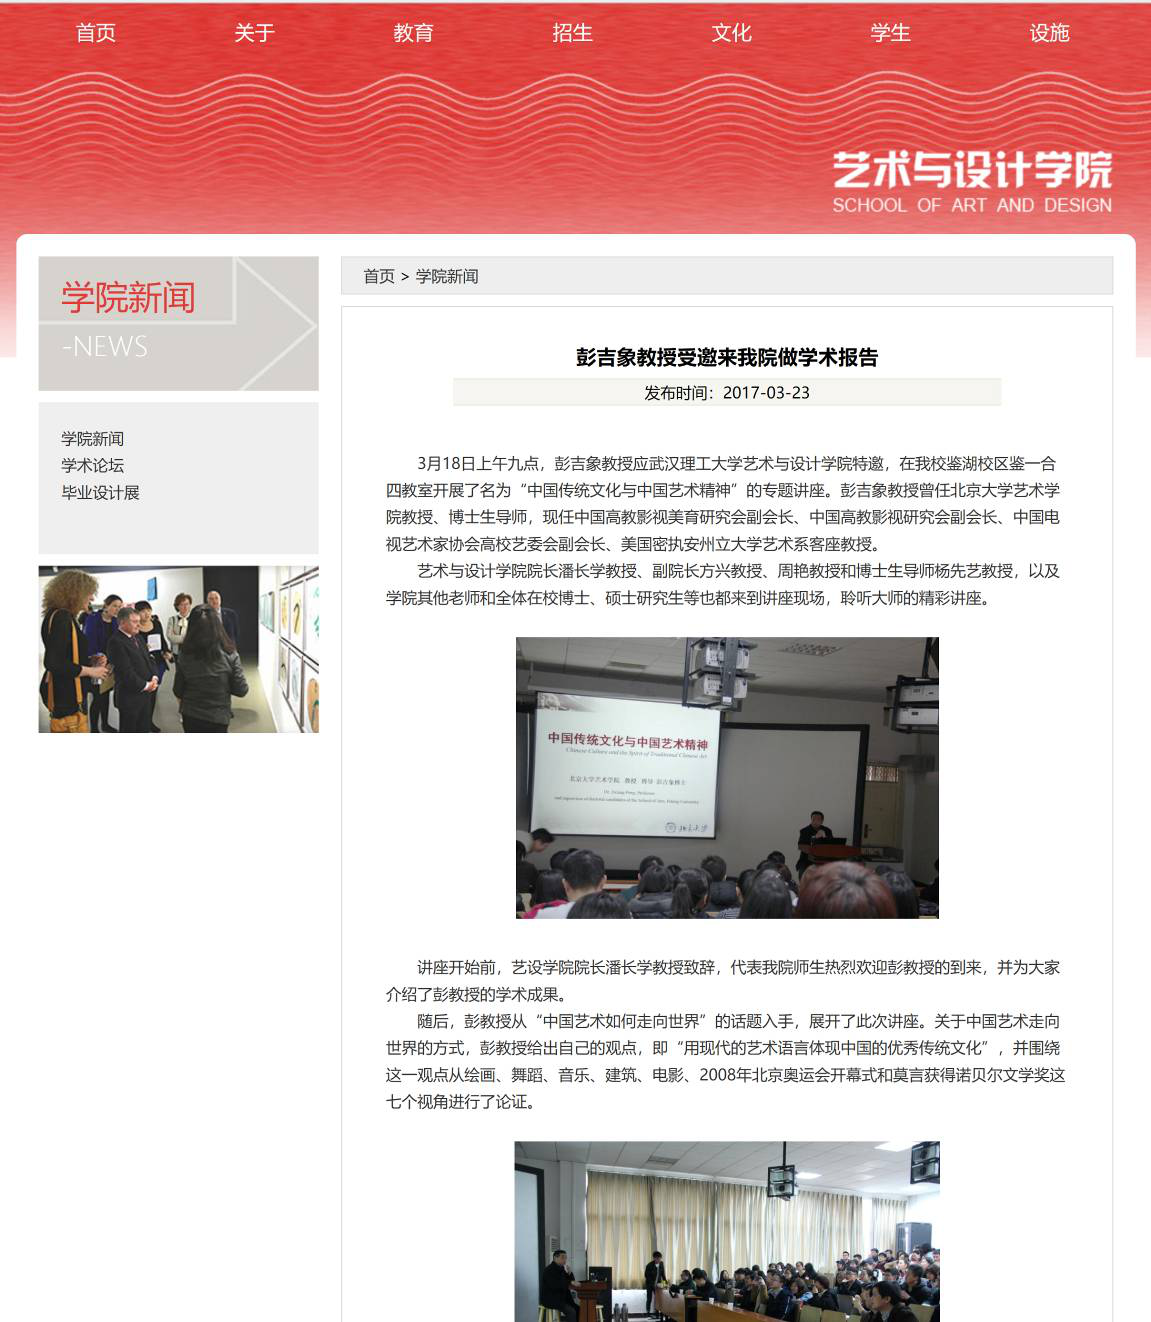 首页 关于 教育 招生 文化 学生 设施
艺术与设计学院
SCHOOL OF ART AND DESIGN
学院新闻
-NEWS
学院新闻
学术论坛
毕业设计展
首页 > 学院新闻
彭吉象教授受邀来我院做学术报告
发布时间：2017-03-23
3月18日上午九点，彭吉象教授应武汉理工大学艺术与设计学院特邀，在我校鉴湖校区鉴一合
四教室开展了名为“中国传统文化与中国艺术精神”的专题讲座。彭吉象教授曾任北京大学艺术学
院教授、博士生导师，现任中国高教影视美育研究会副会长、中国高教影视研究会副会长、中国电
视艺术家协会高校艺委会副会长、美国密执安州立大学艺术系客座教授。
艺术与设计学院院长潘长学教授、副院长方兴教授、周艳教授和博士生导师杨先艺教授，以及
学院其他老师和全体在校博士、硕士研究生等也都来到讲座现场，聆听大师的精彩讲座。
中国传统文化与中国艺术精神
Chinese Culture and the Spirit of Traditional Chinese Art
北京大学艺术学院 教授 博导 彭吉象博士
北京大学
讲座开始前，艺设学院院长潘长学教授致辞，代表我院师生热烈欢迎彭教授的到来，并为大家
介绍了彭教授的学术成果。
随后，彭教授从“中国艺术如何走向世界”的话题入手，展开了此次讲座。关于中国艺术走向
世界的方式，彭教授给出自己的观点，即“用现代的艺术语言体现中国的优秀传统文化”，并围绕
这一观点从绘画、舞蹈、音乐、建筑、电影、2008年北京奥运会开幕式和莫言获得诺贝尔文学奖这
七个视角进行了论证。